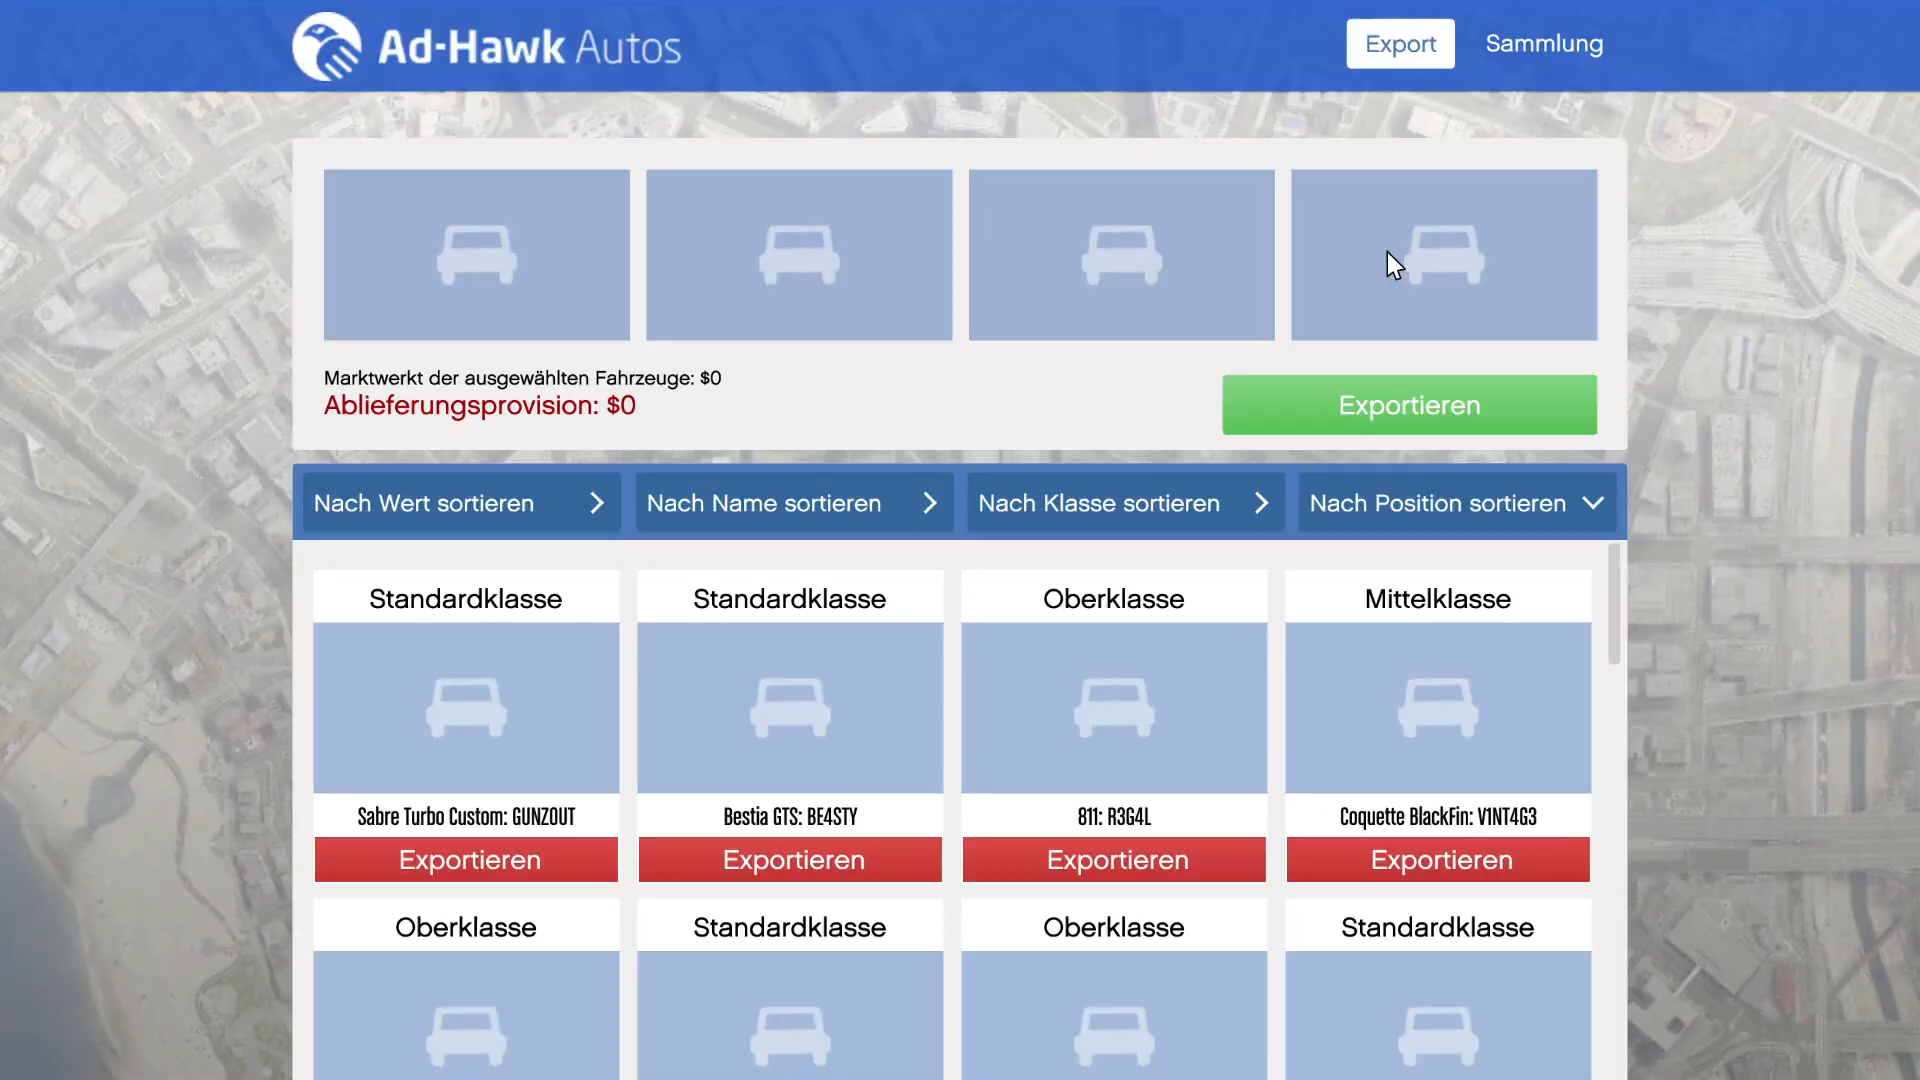 Ad-Hawk Autos
Export
Sammlung
Marktwerkt der ausgewählten Fahrzeuge: $0
Ablieferungsprovision: $0
Exportieren
Nach Wert sortieren
Nach Name sortieren
Nach Klasse sortieren
Nach Position sortieren
Standardklasse
Standardklasse
Oberklasse
Mittelklasse
Sabre Turbo Custom: GUNZ0UT
Bestia GTS: BE4STY
811: R3G4L
Coquette BlackFin: V1NT4G3
Exportieren
Exportieren
Exportieren
Exportieren
Oberklasse
Standardklasse
Oberklasse
Standardklasse